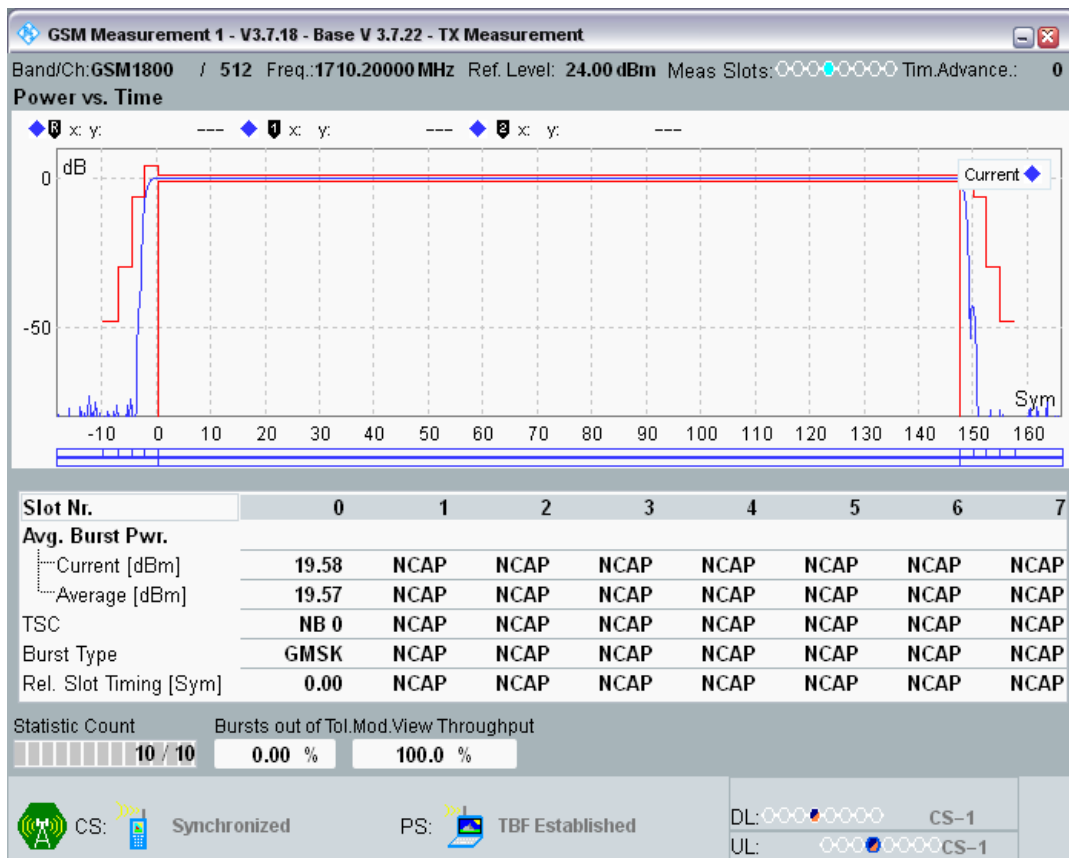 GSM Measurement 1 - V3.7.18 - Base V 3.7.22 - TX Measurement
Band/Ch:GSM1800 / 512 Freq.:1710.20000 MHz Ref. Level: 24.00 dBm Meas Slots: Tim.Advance.: 0
Power vs. Time
R x: y: --- 1 x: y: --- 2 x: y: ---
dB
Current
0
-50
Sym
-10 0 10 20 30 40 50 60 70 80 90 100 110 120 130 140 150 160
Slot Nr. 0 1 2 3 4 5 6 7
Avg. Burst Pwr.
Current [dBm] 19.58 NCAP NCAP NCAP NCAP NCAP NCAP NCAP
Average [dBm] 19.57 NCAP NCAP NCAP NCAP NCAP NCAP NCAP
TSC NB 0 NCAP NCAP NCAP NCAP NCAP NCAP NCAP
Burst Type GMSK NCAP NCAP NCAP NCAP NCAP NCAP NCAP
Rel. Slot Timing [Sym] 0.00 NCAP NCAP NCAP NCAP NCAP NCAP NCAP
Statistic Count Bursts out of Tol.Mod.View Throughput
10 / 10 0.00 % 100.0 %
CS: Synchronized PS: TBF Established DL: CS-1
UL: CS-1